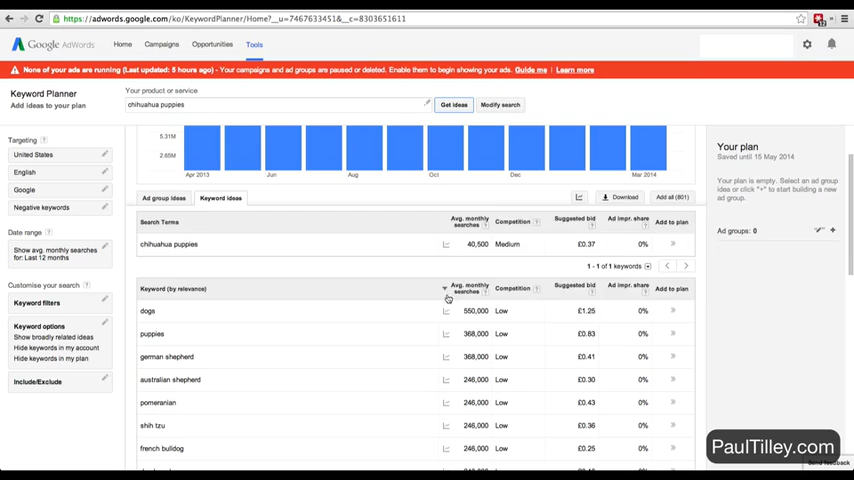 https://adwords.google.com/ko/KeywordPlanner/Home?__u=7467633451&__c=8303651611
12
Google AdWords Home Campaigns Opportunities Tools
None of your ads are running (Last updated: 5 hours ago) - Your campaigns and ad groups are paused or deleted. Enable them to begin showing your ads. Guide me Learn more
Keyword Planner
Add ideas to your plan
Your product or service
chihuahua puppies Get ideas Modify search
Targeting ?
United States
English
Google
Negative keywords
Date range ?
Show avg. monthly searches
for: Last 12 months
Customise your search ?
Keyword filters
Keyword options
Show broadly related ideas
Hide keywords in my account
Hide keywords in my plan
Include/Exclude
5.31M
2.65M
Apr 2013 Jun Aug Oct Dec Mar 2014
Ad group ideas Keyword ideas Download Add all (801)
Search Terms Avg. monthly searches ? Competition ? Suggested bid ? Ad impr. share ? Add to plan
chihuahua puppies 40,500 Medium £0.37 0% »
1 - 1 of 1 keywords
Keyword (by relevance) Avg. monthly searches ? Competition ? Suggested bid ? Ad impr. share ? Add to plan
dogs 550,000 Low £1.25 0% »
puppies 368,000 Low £0.83 0% »
german shepherd 368,000 Low £0.41 0% »
australian shepherd 246,000 Low £0.30 0% »
pomeranian 246,000 Low £0.43 0% »
shih tzu 246,000 Low £0.36 0% »
french bulldog 246,000 Low £0.25 0% »
Your plan
Saved until 15 May 2014
Your plan is empty. Select an ad group
idea or click "+" to start building a new
ad group.
Ad groups: 0
PaulTilley.com
Send feedback